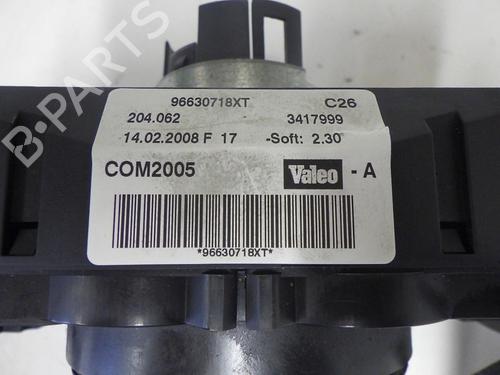 B-PARTS
96630718XT C26
204.062 3417999
14.02.2008 F 17 -Soft: 2.30
COM2005 Valeo - A
*96630718XT*